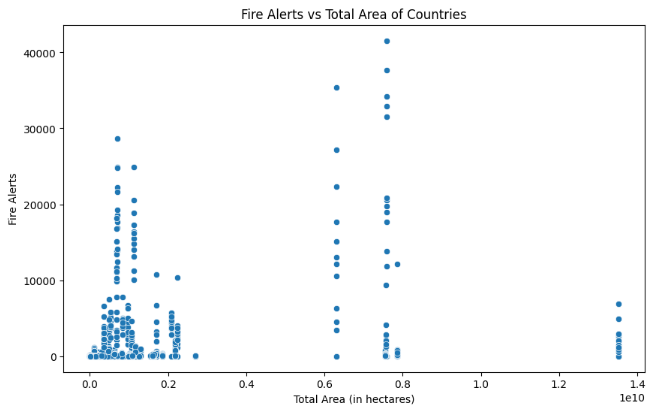 Fire Alerts vs Total Area of Countries
40000
30000
20000
10000
0
Fire Alerts
0.0 0.2 0.4 0.6 0.8 1.0 1.2 1.4
1e10
Total Area (in hectares)